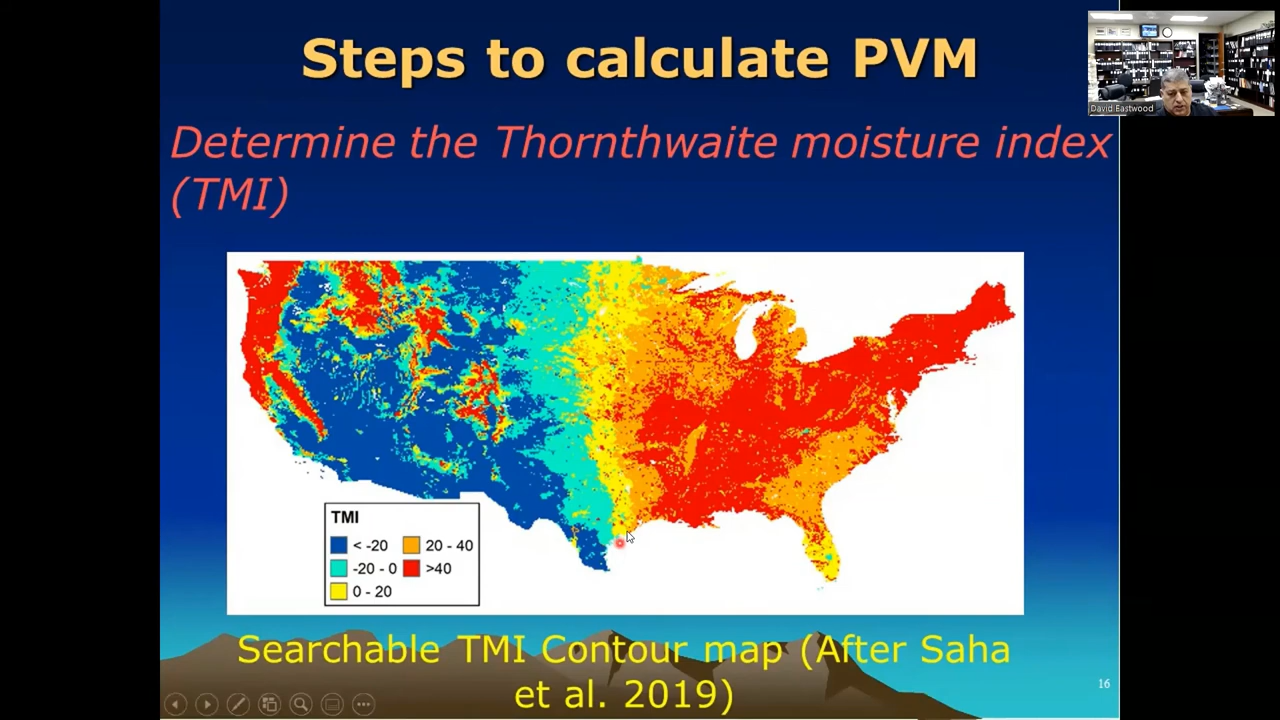 Steps to calculate PVM
David Eastwood
Determine the Thornthwaite moisture index
(TMI)
TMI
< -20
20 - 40
-20 - 0
>40
0 - 20
Searchable TMI Contour map (After Saha
et al. 2019)
16